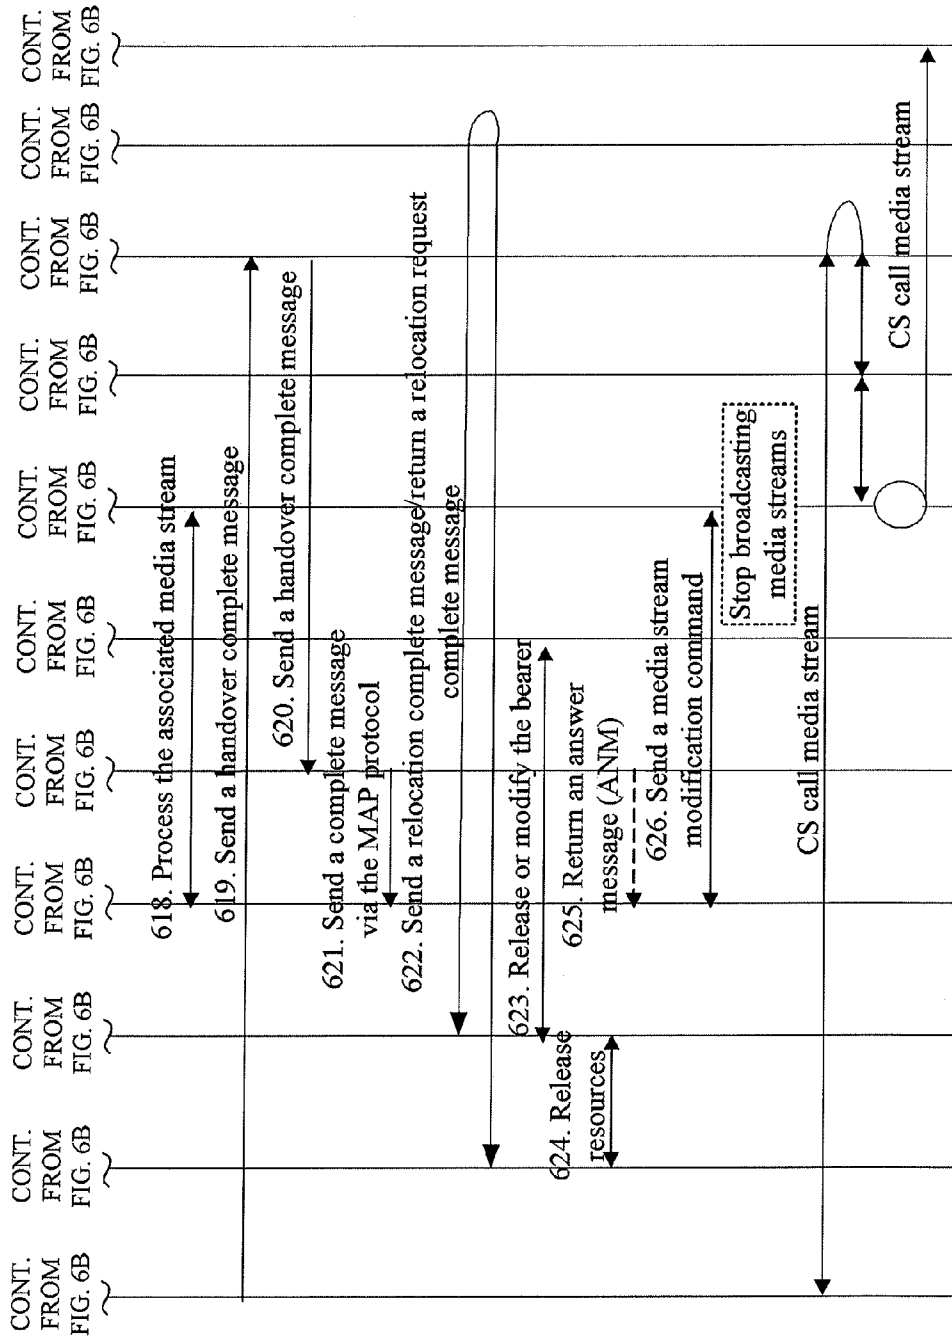 CONT.
FROM
FIG. 6B
CONT.
FROM
FIG. 6B
CONT.
FROM
FIG. 6B
CONT.
FROM
FIG. 6B
CONT.
FROM
FIG. 6B
CONT.
FROM
FIG. 6B
CONT.
FROM
FIG. 6B
CONT.
FROM
FIG. 6B
CONT.
FROM
FIG. 6B
CONT.
FROM
FIG. 6B
618. Process the associated media stream
619. Send a handover complete message
620. Send a handover complete message
621. Send a complete message
via the MAP protocol
622. Send a relocation complete message/return a relocation request
complete message
623. Release or modify the bearer
624. Release
resources
625. Return an answer
message (ANM)
626. Send a media stream
modification command
Stop broadcasting
media streams
CS call media stream
CS call media stream